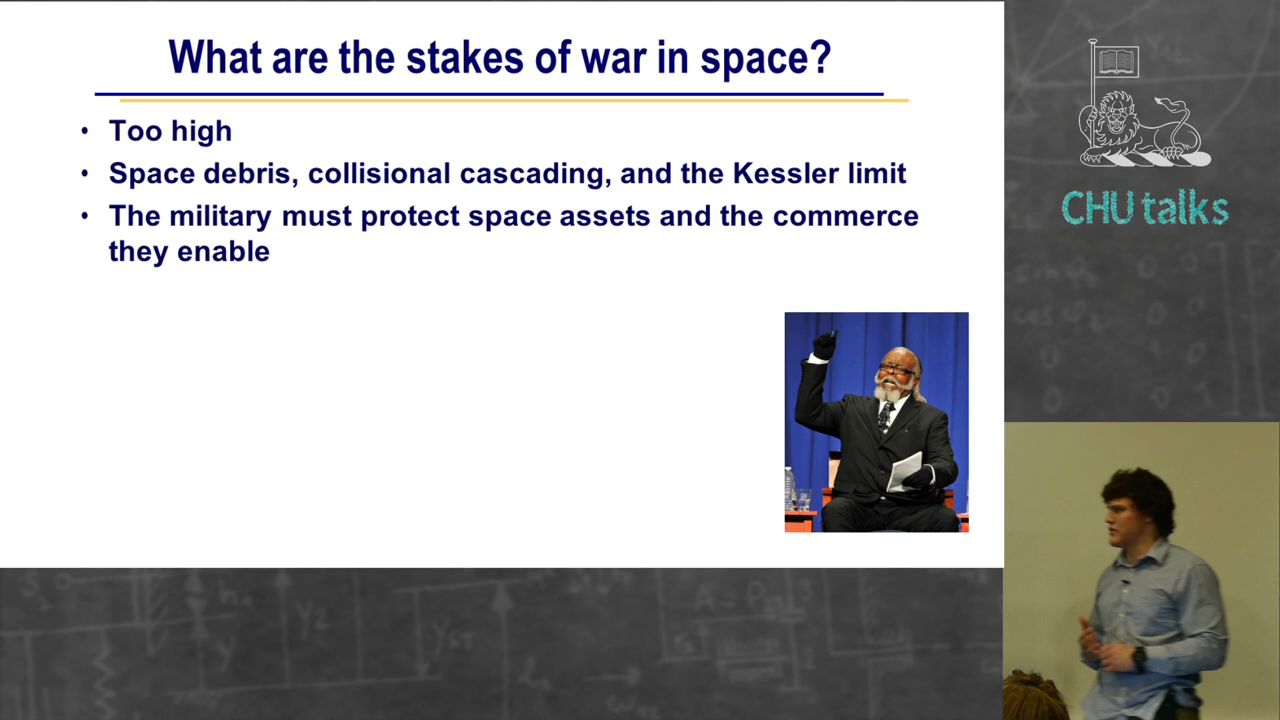 What are the stakes of war in space?
• Too high
• Space debris, collisional cascading, and the Kessler limit
• The military must protect space assets and the commerce
they enable
CHU talks